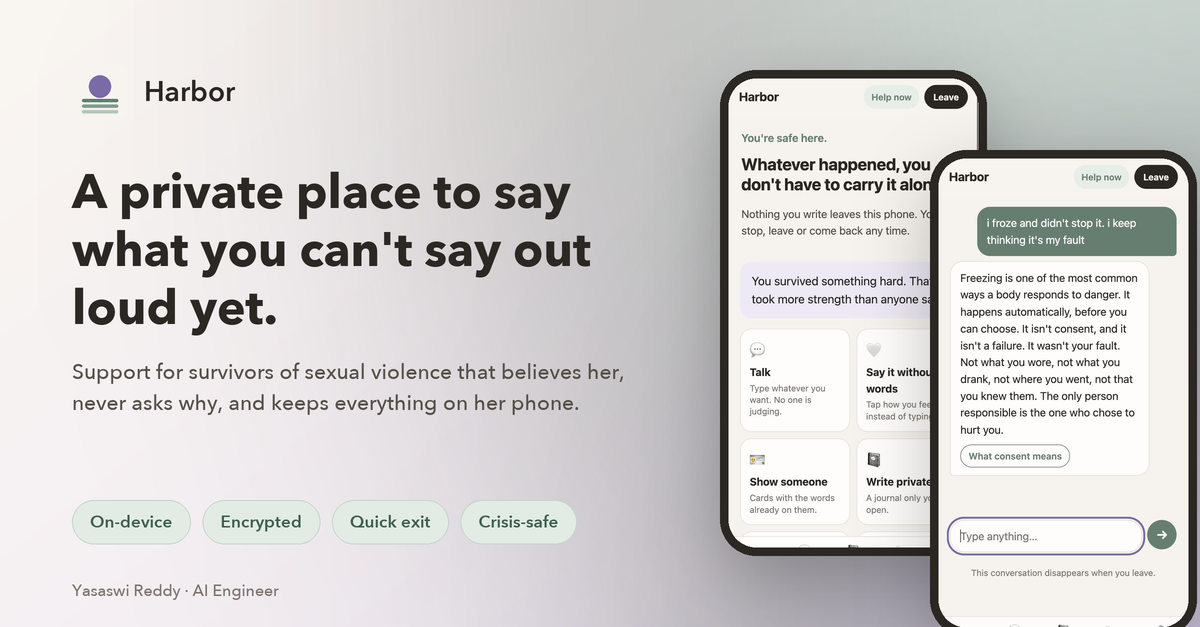 Harbor
A private place to say
what you can't say out
loud yet.
Support for survivors of sexual violence that believes her,
never asks why, and keeps everything on her phone.
On-device
Encrypted
Quick exit
Crisis-safe
Yasaswi Reddy · AI Engineer
Harbor
Help now
Leave
You're safe here.
Whatever happened, you
don't have to carry it
Nothing you write leaves this phone.
stop, leave or come back any time.
You survived something hard.
took more strength than anyone
Talk
Type whatever you
want. No one is
judging.
Say it
words
Tap how you
instead of
Show someone
Cards with the words
already on them.
Write
A journal only
open.
Harbor
Help now
Leave
i froze and didn't stop it. i keep
thinking it's my fault
Freezing is one of the most common
ways a body responds to danger. It
happens automatically, before you
can choose. It isn't consent, and it
isn't a failure. It wasn't your fault.
Not what you wore, not what you
drank, not where you went, not that
you knew them. The only person
responsible is the one who chose to
hurt you.
What consent means
Type anything...
This conversation disappears when you leave.